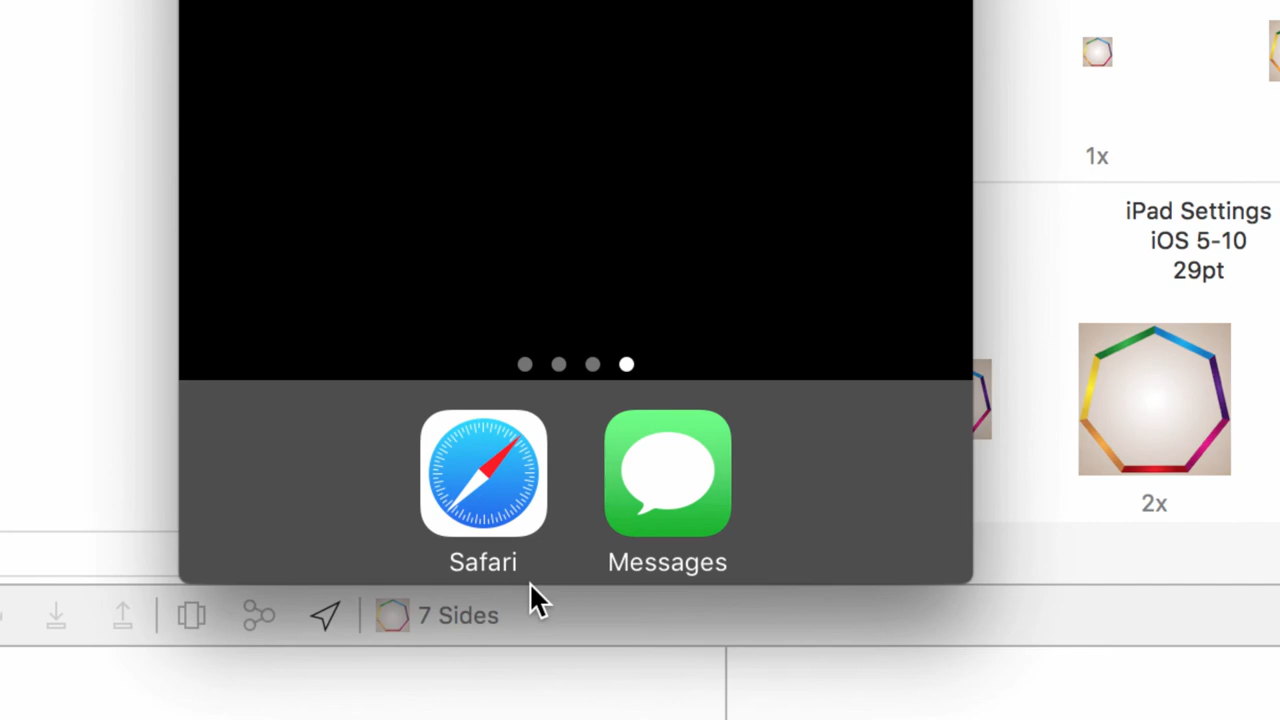 1x
iPad Settings
iOS 5-10
29pt
2x
Safari
Messages
7 Sides